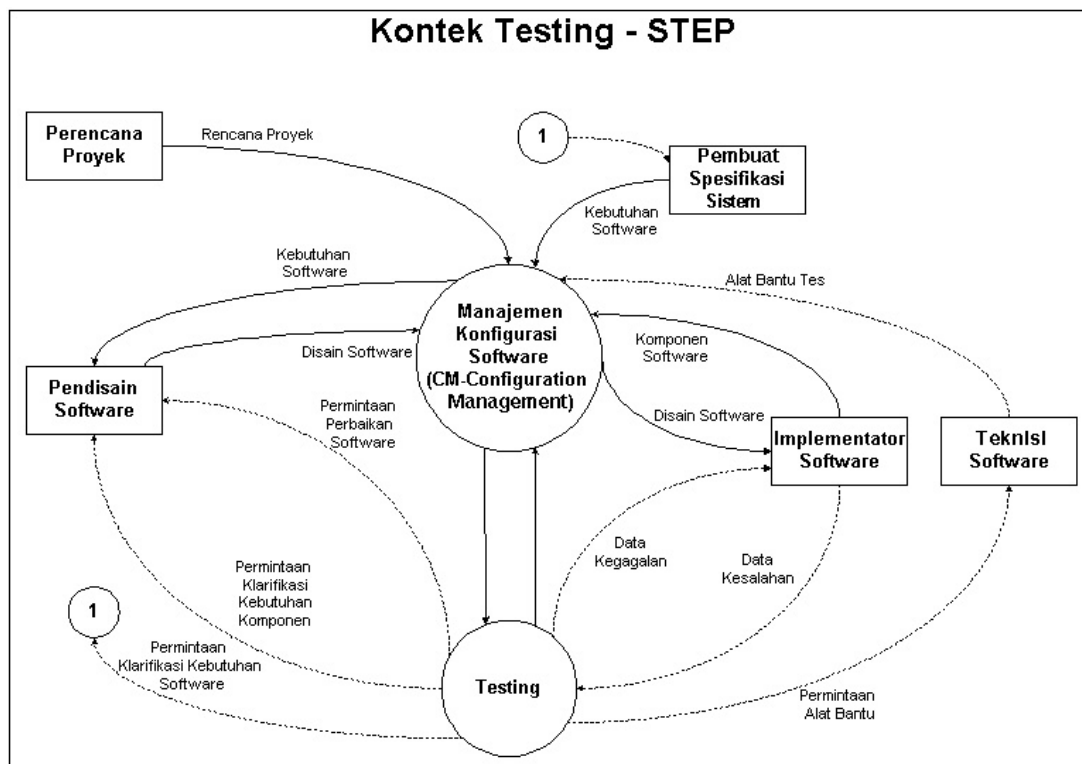 Kontek Testing - STEP
Perencana
Proyek
Rencana Proyek
1
Pembuat
Spesifikasi
Sistem
Kebutuhan
Software
Kebutuhan
Software
Alat Bantu Tes
Manajemen
Konfigurasi
Software
(CM-Configuration
Management)
Disain Software
Komponen
Software
Pendisain
Software
Permintaan
Perbaikan
Software
Disain Software
Implementator
Software
TeknIsI
Software
Data
Kegagalan
Data
Kesalahan
Permintaan
Klarifikasi
Kebutuhan
Komponen
1
Permintaan
Klarifikasi Kebutuhan
Software
Testing
Permintaan
Alat Bantu